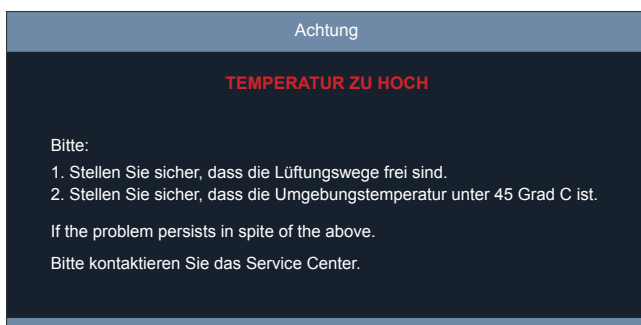 Achtung
TEMPERATUR ZU HOCH
Bitte:
1. Stellen Sie sicher, dass die Lüftungswege frei sind.
2. Stellen Sie sicher, dass die Umgebungstemperatur unter 45 Grad C ist.
If the problem persists in spite of the above.
Bitte kontaktieren Sie das Service Center.